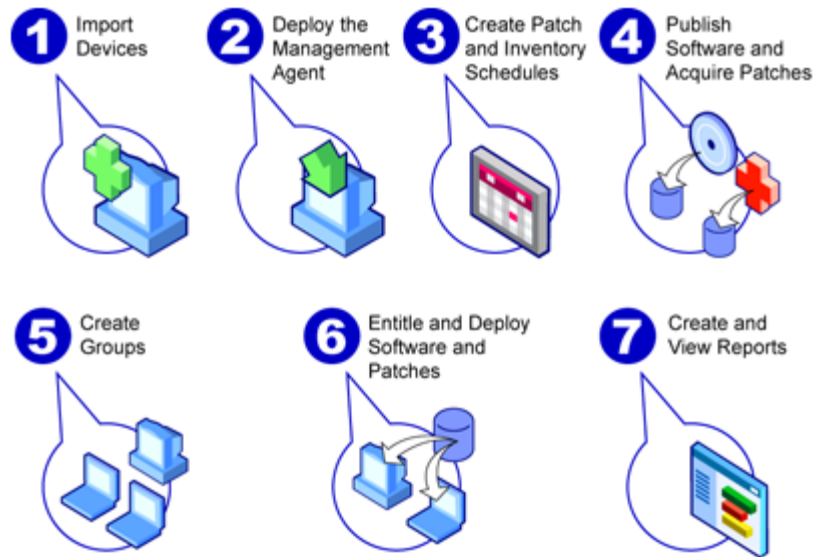 1 Import
Devices
2 Deploy the
Management
Agent
3 Create Patch
and Inventory
Schedules
4 Publish
Software and
Acquire Patches
5 Create
Groups
6 Entitle and Deploy
Software and
Patches
7 Create and
View Reports